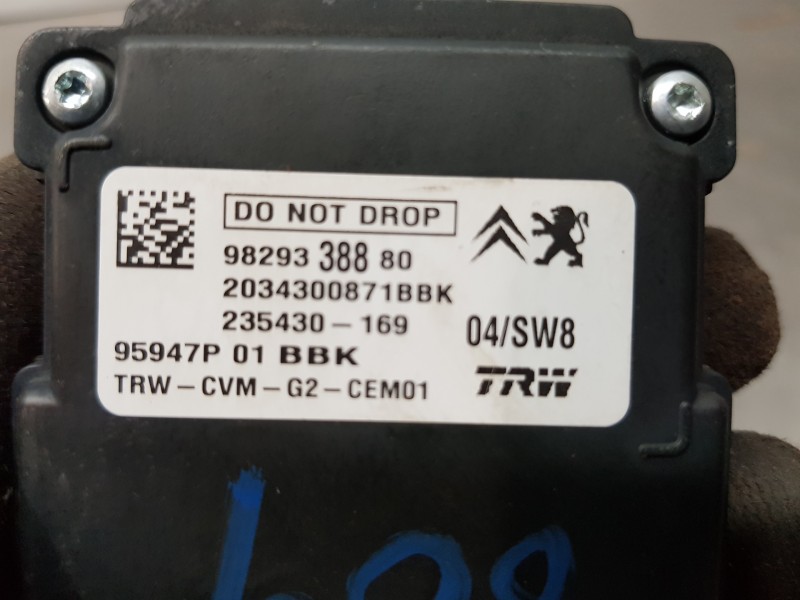 DO NOT DROP
98293 388 80
2034300871BBK
235430-169
04/SW8
95947P 01 BBK
TRW-CVM-G2-CEM01
TRW